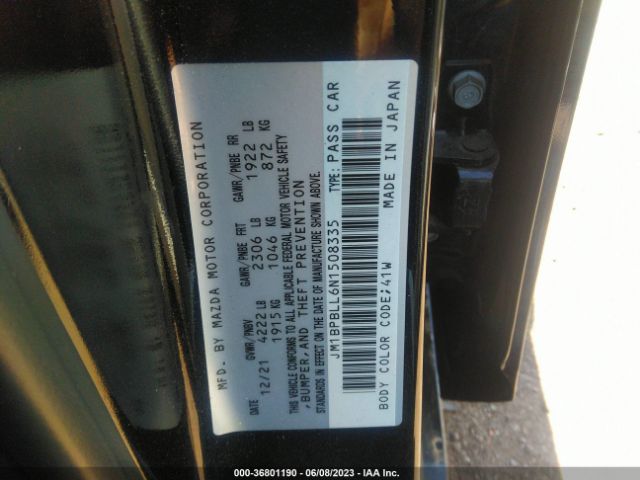 MFD. BY MAZDA MOTOR CORPORATION
DATE GVWR/PNBV GAWR/PNBE FRT GAWR/PNBE RR
12/21 4222 LB 2306 LB 1922 LB
1915 KG 1046 KG 872 KG
THIS VEHICLE CONFORMS TO ALL APPLICABLE FEDERAL MOTOR VEHICLE SAFETY
,BUMPER, AND THEFT PREVENTION
STANDARDS IN EFFECT ON THE DATE OF MANUFACTURE SHOWN ABOVE.
JM1BPBLL6N1508335 TYPE: PASS CAR
BODY COLOR CODE;41W MADE IN JAPAN
000-36801190 - 06/08/2023 - IAA Inc.